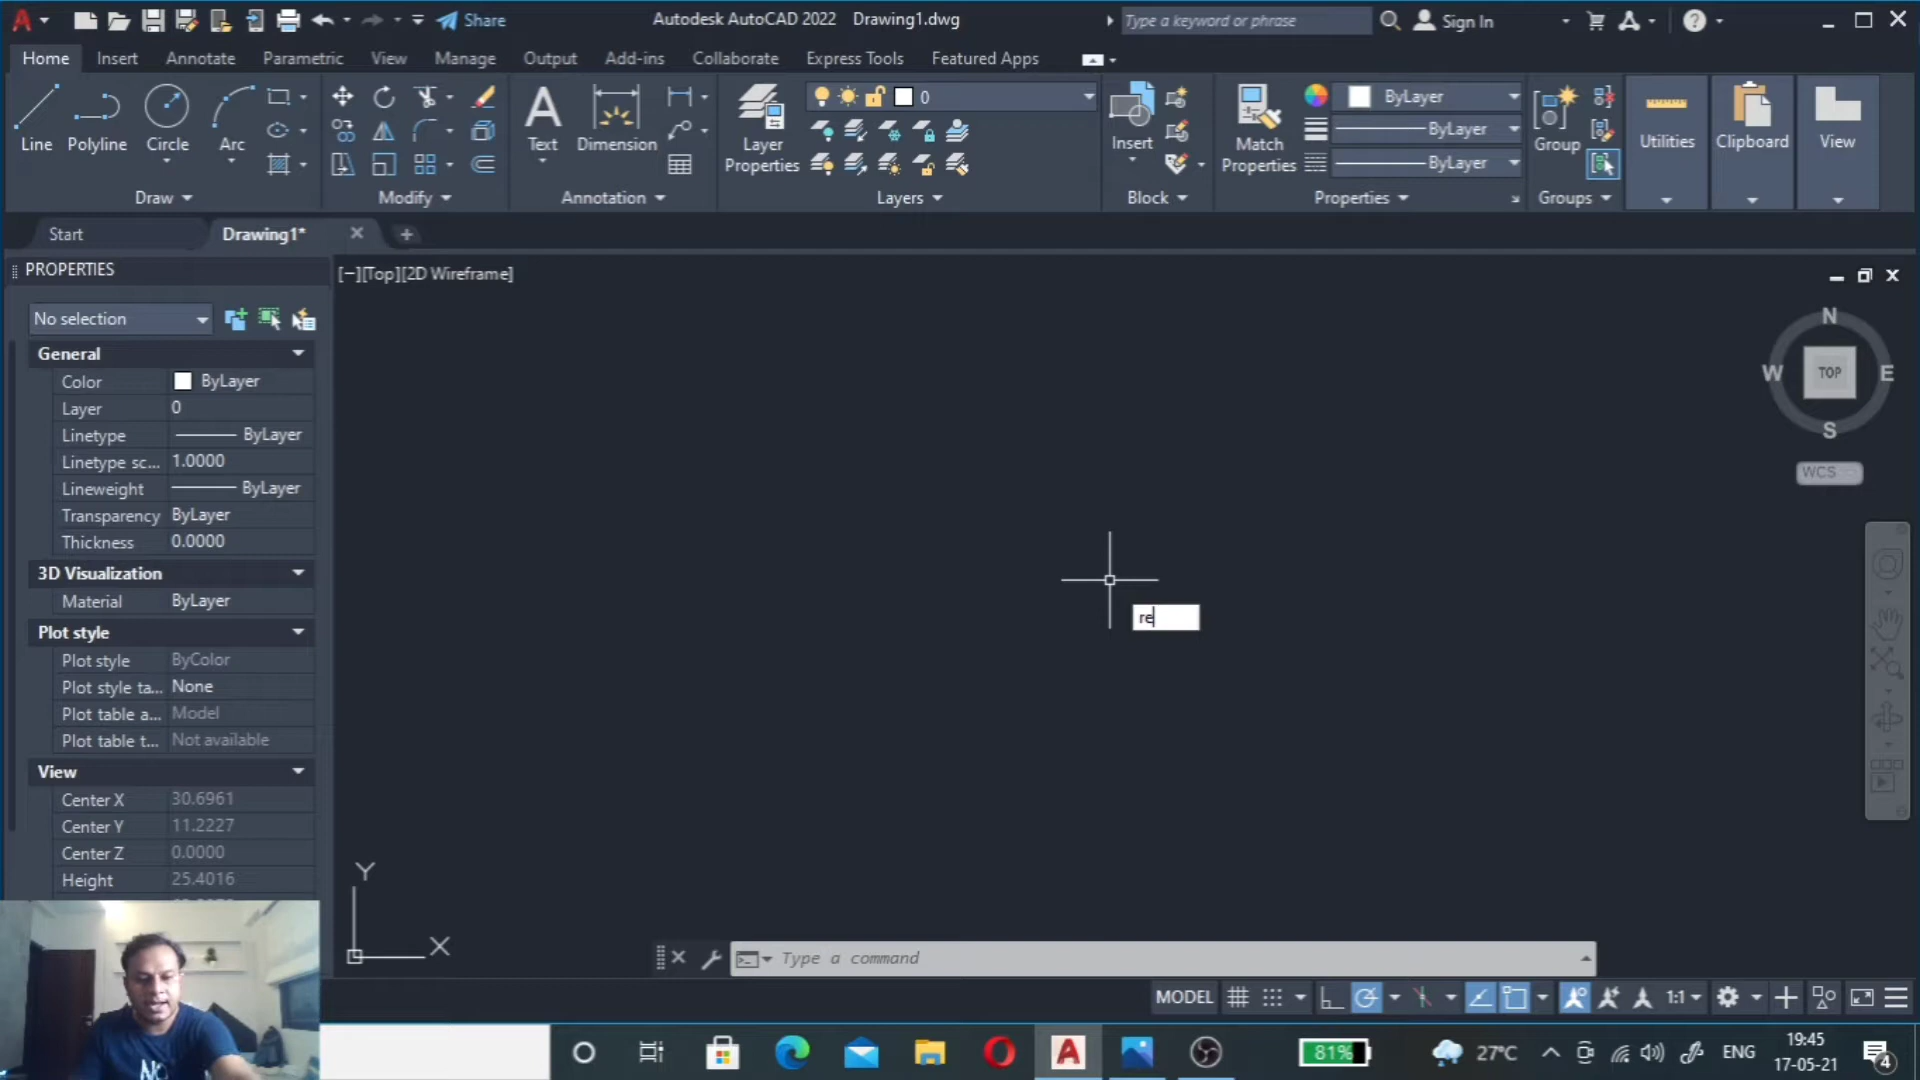 Share
Autodesk AutoCAD 2022 Drawing1.dwg
Type a keyword or phrase
Sign In
Home Insert Annotate Parametric View Manage Output Add-ins Collaborate Express Tools Featured Apps
0
ByLayer
ByLayer
ByLayer
Line Polyline Circle Arc
Text Dimension
Layer Properties
Insert
Match Properties
Group
Utilities Clipboard View
Draw Modify Annotation Layers Block Properties Groups
Start Drawing1*
PROPERTIES
[−][Top][2D Wireframe]
No selection
General
Color ByLayer
Layer 0
Linetype ByLayer
Linetype sc... 1.0000
Lineweight ByLayer
Transparency ByLayer
Thickness 0.0000
3D Visualization
Material ByLayer
Plot style
Plot style ByColor
Plot style ta... None
Plot table a... Model
Plot table t... Not available
View
Center X 30.6961
Center Y 11.2227
Center Z 0.0000
Height 25.4016
N
W TOP E
S
WCS
re
Y
X
Type a command
MODEL 1:1
81% 27°C ENG
19:45
17-05-21
4